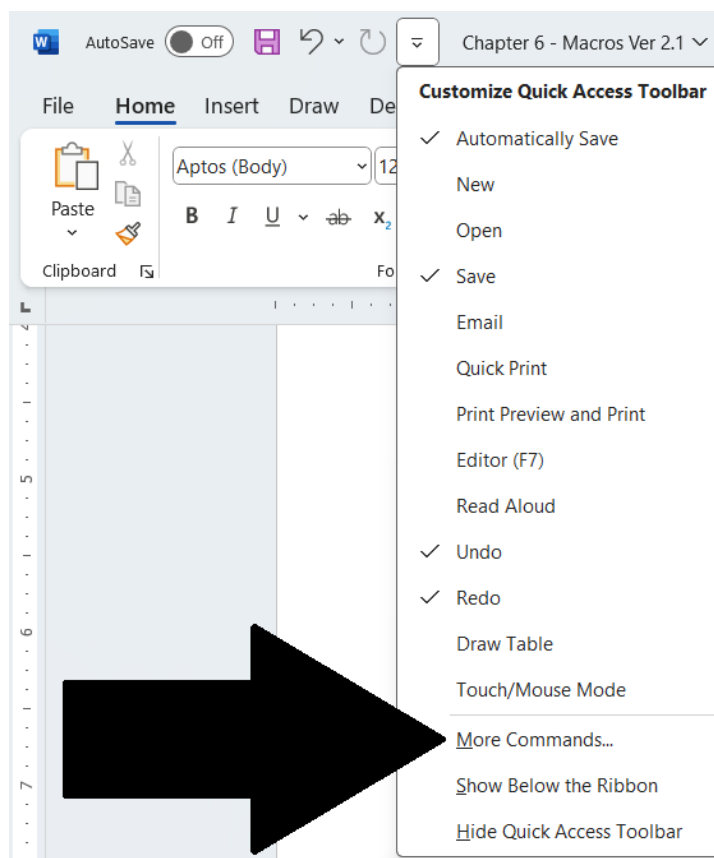 W AutoSave Off Chapter 6 - Macros Ver 2.1
File Home Insert Draw De
Customize Quick Access Toolbar
Automatically Save
New
Open
Save
Email
Quick Print
Print Preview and Print
Editor (F7)
Read Aloud
Undo
Redo
Draw Table
Touch/Mouse Mode
More Commands...
Show Below the Ribbon
Hide Quick Access Toolbar
Aptos (Body) 12
Paste
B I U ab x2
Clipboard Fo
5
6
7